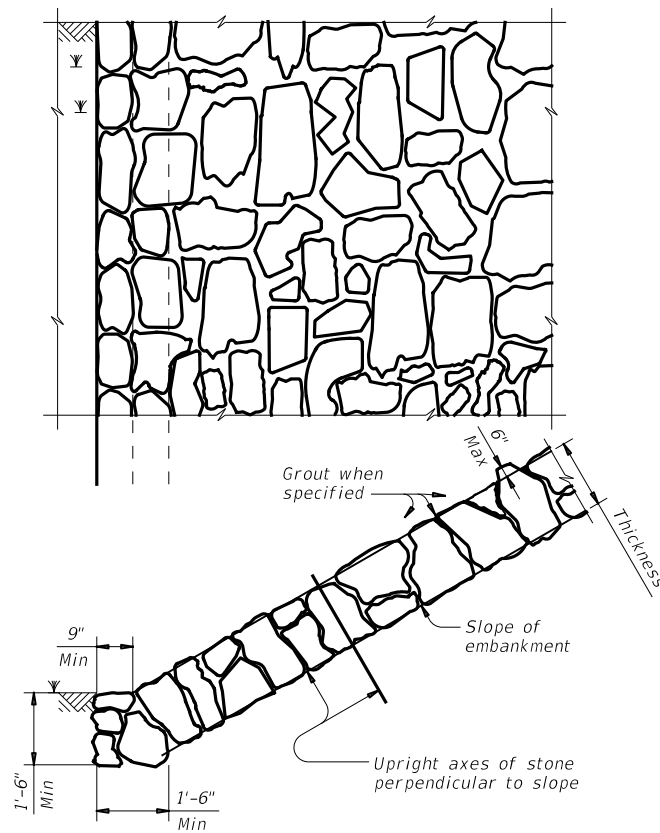 6"
Max
Grout when
specified
Thickness
Slope of
embankment
9"
Min
Upright axes of stone
perpendicular to slope
1'-6"
Min
1'-6"
Min